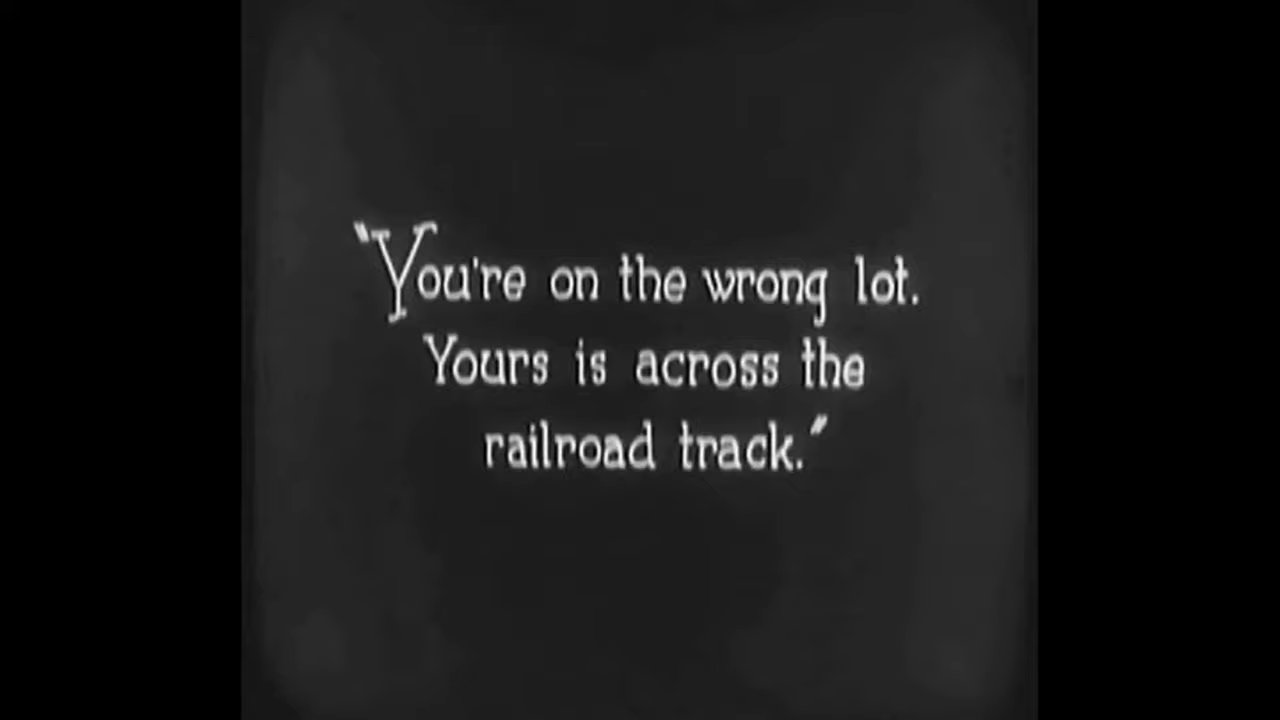 "You're on the wrong lot.
Yours is across the
railroad track."